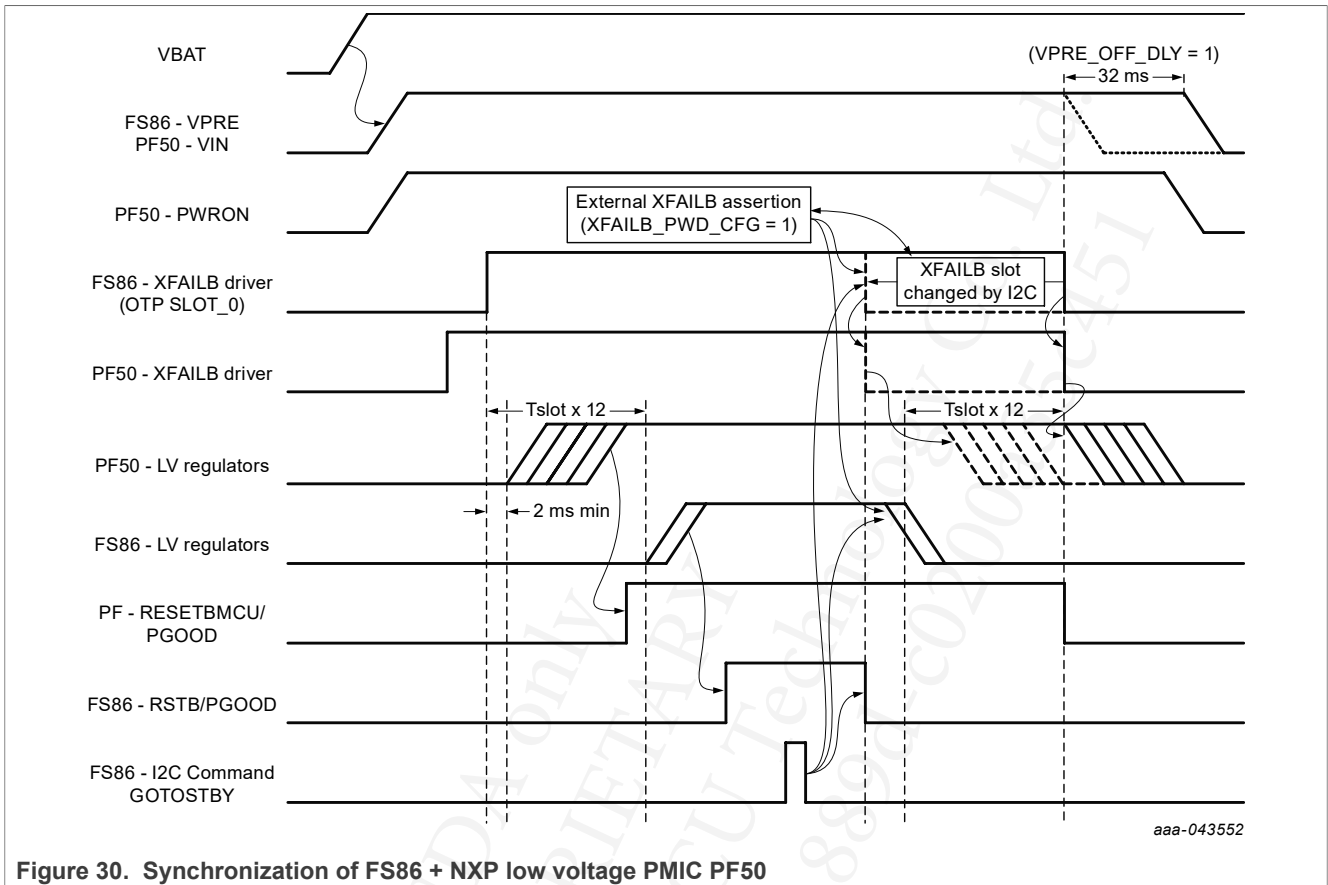 VBAT
(VPRE_OFF_DLY = 1)
32 ms
FS86 - VPRE
PF50 - VIN
PF50 - PWRON
External XFAILB assertion
(XFAILB_PWD_CFG = 1)
FS86 - XFAILB driver
(OTP SLOT_0)
XFAILB slot
changed by I2C
PF50 - XFAILB driver
Tslot x 12
Tslot x 12
PF50 - LV regulators
2 ms min
FS86 - LV regulators
PF - RESETBMCU/
PGOOD
FS86 - RSTB/PGOOD
FS86 - I2C Command
GOTOSTBY
aaa-043552
Figure 30. Synchronization of FS86 + NXP low voltage PMIC PF50